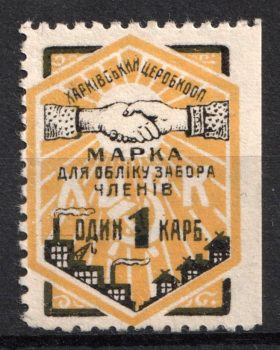 ХАРКІВСЬКИЙ ЦЕРОБКООП
МАРКА
ДЛЯ ОБЛІКУ ЗАБОРА
ЧЛЕНІВ
ОДИН 1 КАРБ.